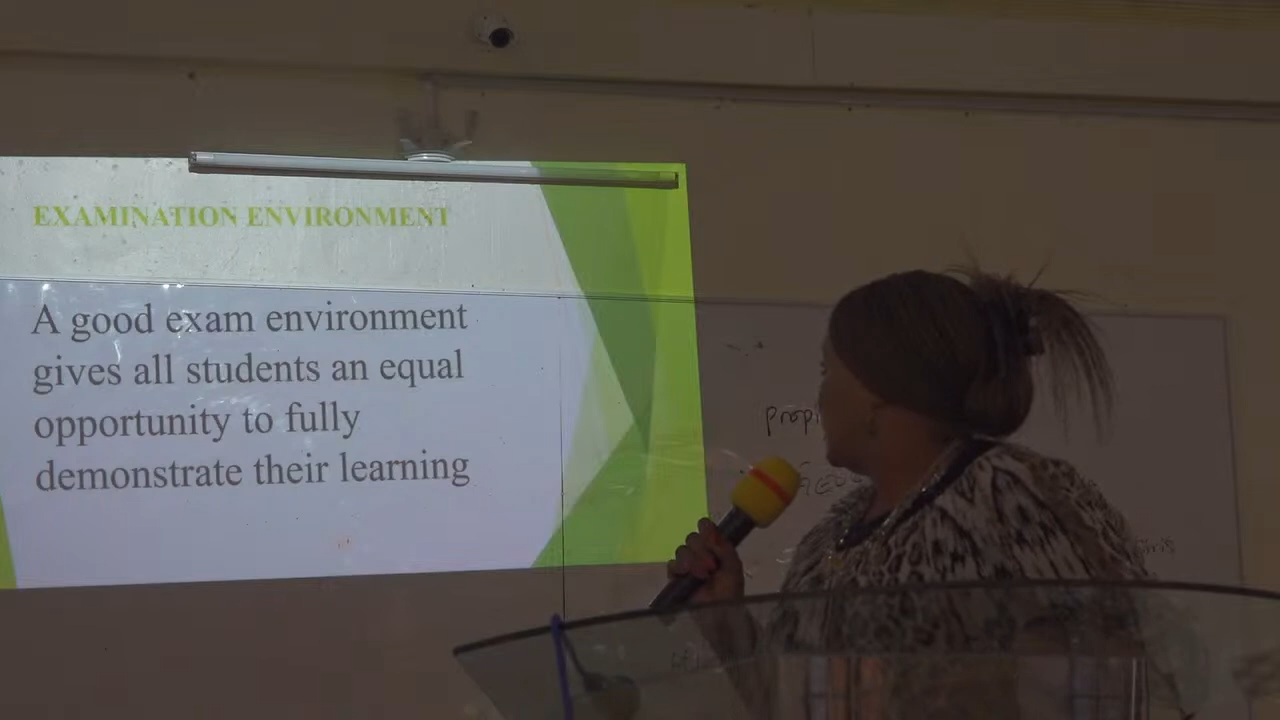 EXAMINATION ENVIRONMENT
A good exam environment
gives all students an equal
opportunity to fully
demonstrate their learning